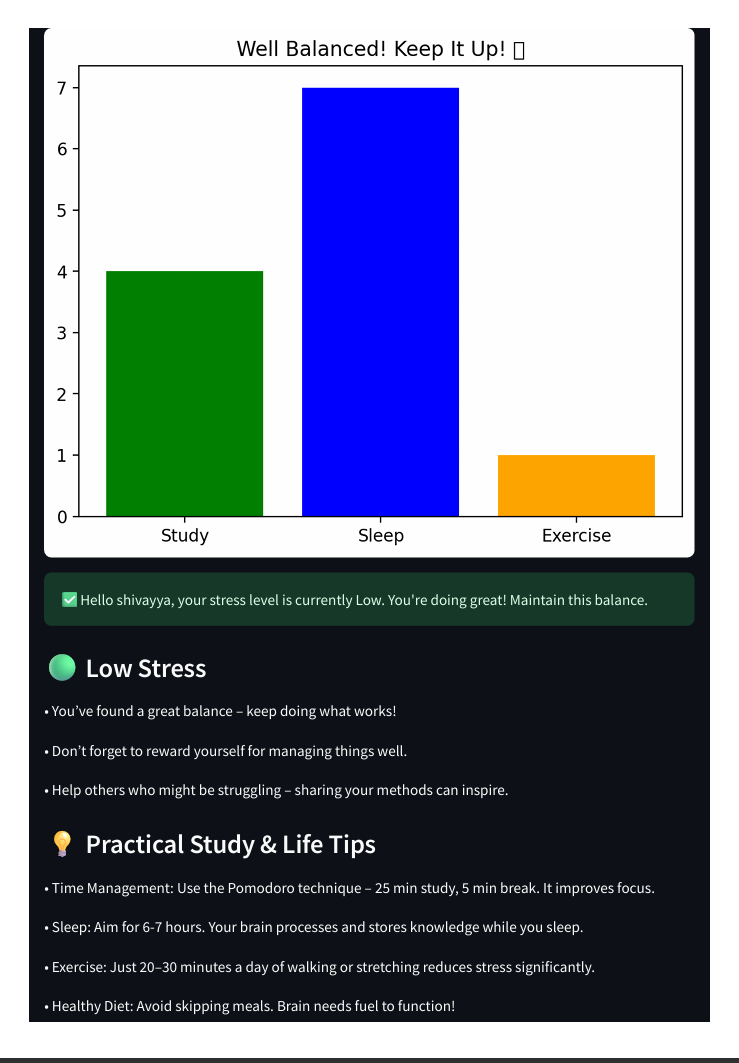 Well Balanced! Keep It Up! 
7
6
5
4
3
2
1
0
Study Sleep Exercise
✅ Hello shivayya, your stress level is currently Low. You're doing great! Maintain this balance.
🟢 Low Stress
• You’ve found a great balance – keep doing what works!
• Don’t forget to reward yourself for managing things well.
• Help others who might be struggling – sharing your methods can inspire.
💡 Practical Study & Life Tips
• Time Management: Use the Pomodoro technique – 25 min study, 5 min break. It improves focus.
• Sleep: Aim for 6-7 hours. Your brain processes and stores knowledge while you sleep.
• Exercise: Just 20–30 minutes a day of walking or stretching reduces stress significantly.
• Healthy Diet: Avoid skipping meals. Brain needs fuel to function!